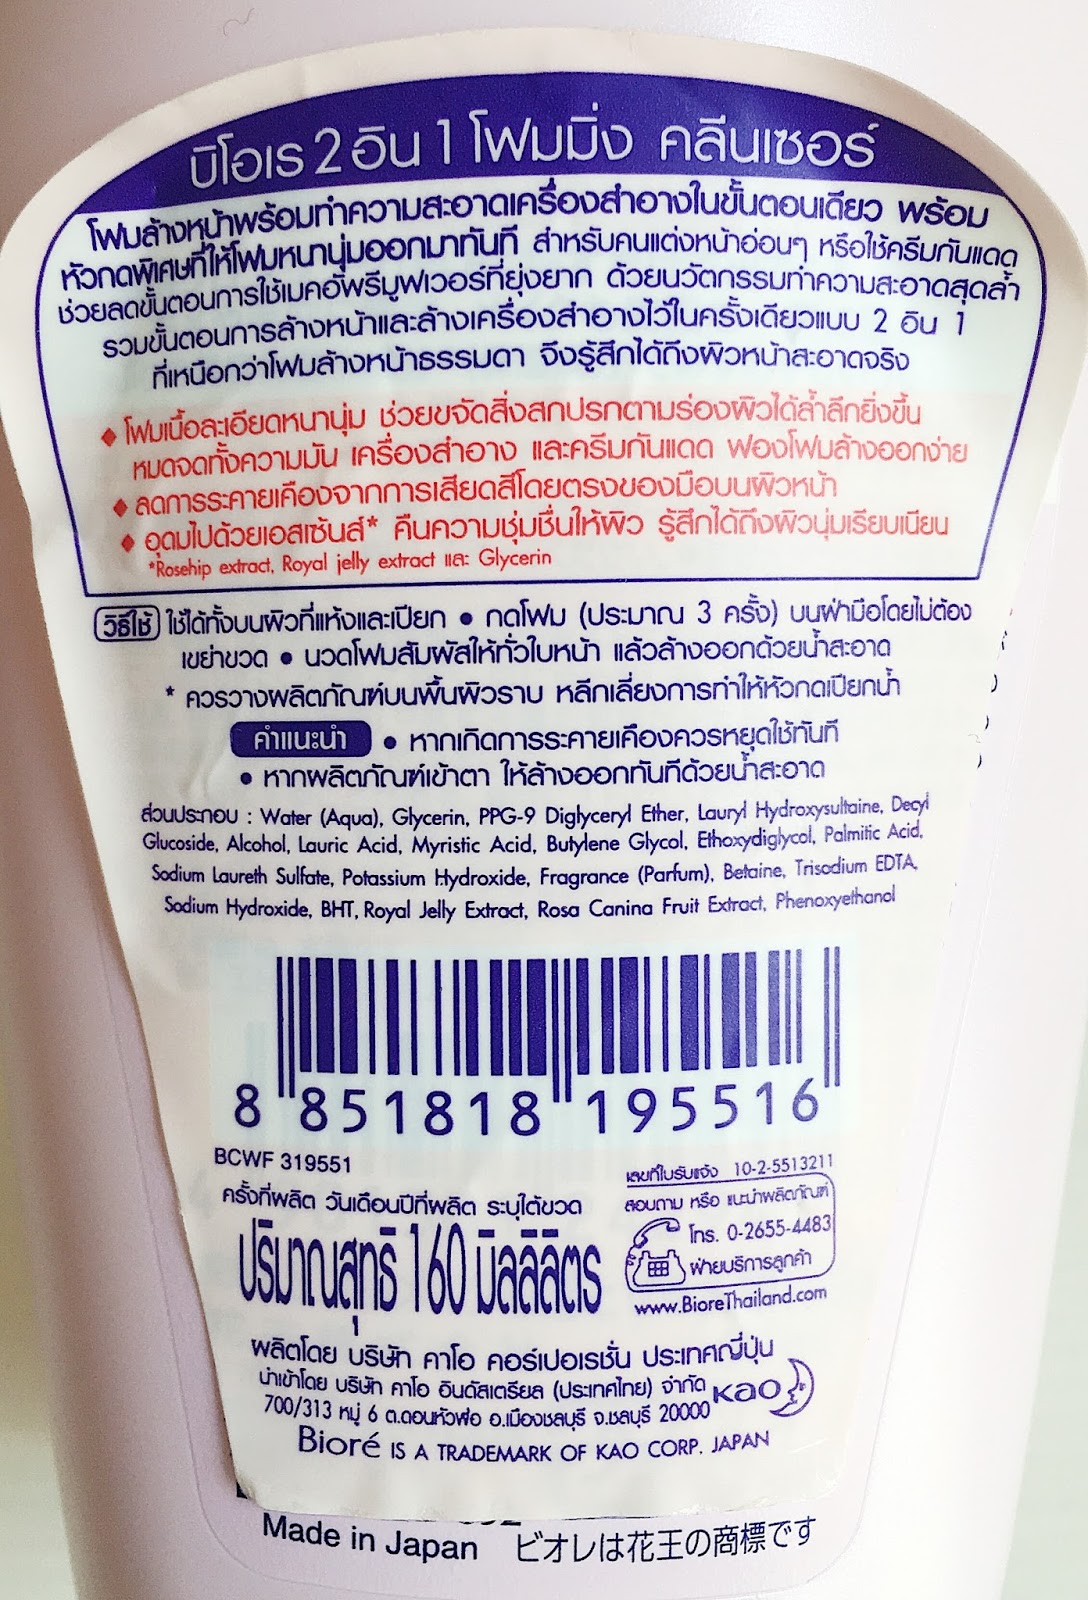 บิโอเร 2 อิน 1 โฟมมิ่ง คลีนเซอร์
โฟมล้างหน้าพร้อมทำความสะอาดเครื่องสำอางในขั้นตอนเดียว พร้อม
หัวกดพิเศษที่ให้โฟมหนานุ่มออกมาทันที สำหรับคนแต่งหน้าอ่อนๆ หรือใช้ครีมกันแดด
ช่วยลดขั้นตอนการใช้เมคอัพรีมูฟเวอร์ที่ยุ่งยาก ด้วยนวัตกรรมทำความสะอาดสุดล้ำ
รวมขั้นตอนการล้างหน้าและล้างเครื่องสำอางไว้ในครั้งเดียวแบบ 2 อิน 1
ที่เหนือกว่าโฟมล้างหน้าธรรมดา จึงรู้สึกได้ถึงผิวหน้าสะอาดจริง
♦ โฟมเนื้อละเอียดหนานุ่ม ช่วยขจัดสิ่งสกปรกตามร่องผิวได้ล้ำลึกยิ่งขึ้น
หมดจดทั้งความมัน เครื่องสำอาง และครีมกันแดด ฟองโฟมล้างออกง่าย
♦ ลดการระคายเคืองจากการเสียดสีโดยตรงของมือบนผิวหน้า
♦ อุดมไปด้วยเอสเซ้นส์* คืนความชุ่มชื่นให้ผิว รู้สึกได้ถึงผิวนุ่มเรียบเนียน
*Rosehip extract, Royal jelly extract และ Glycerin
วิธีใช้ ใช้ได้ทั้งบนผิวที่แห้งและเปียก • กดโฟม (ประมาณ 3 ครั้ง) บนฝ่ามือโดยไม่ต้อง
เขย่าขวด • นวดโฟมสัมผัสให้ทั่วใบหน้า แล้วล้างออกด้วยน้ำสะอาด
* ควรวางผลิตภัณฑ์บนพื้นผิวราบ หลีกเลี่ยงการทำให้หัวกดเปียกน้ำ
คำแนะนำ • หากเกิดการระคายเคืองควรหยุดใช้ทันที
• หากผลิตภัณฑ์เข้าตา ให้ล้างออกทันทีด้วยน้ำสะอาด
ส่วนประกอบ : Water (Aqua), Glycerin, PPG-9 Diglyceryl Ether, Lauryl Hydroxysultaine, Decyl
Glucoside, Alcohol, Lauric Acid, Myristic Acid, Butylene Glycol, Ethoxydiglycol, Palmitic Acid,
Sodium Laureth Sulfate, Potassium Hydroxide, Fragrance (Parfum), Betaine, Trisodium EDTA,
Sodium Hydroxide, BHT, Royal Jelly Extract, Rosa Canina Fruit Extract, Phenoxyethanol
8 851818 195516
BCWF 319551
เลขที่ใบรับแจ้ง 10-2-5513211
ครั้งที่ผลิต วันเดือนปีที่ผลิต ระบุใต้ขวด
สอบถาม หรือ แนะนำผลิตภัณฑ์
โทร. 0-2655-4483
ฝ่ายบริการลูกค้า
www.BioreThailand.com
ปริมาณสุทธิ 160 มิลลิลิตร
ผลิตโดย บริษัท คาโอ คอร์เปอเรชั่น ประเทศญี่ปุ่น
นำเข้าโดย บริษัท คาโอ อินดัสเตรียล (ประเทศไทย) จำกัด
700/313 หมู่ 6 ต.ดอนหัวฬ่อ อ.เมืองชลบุรี จ.ชลบุรี 20000
Kao
Bioré IS A TRADEMARK OF KAO CORP. JAPAN
Made in Japan ビオレは花王の商標です